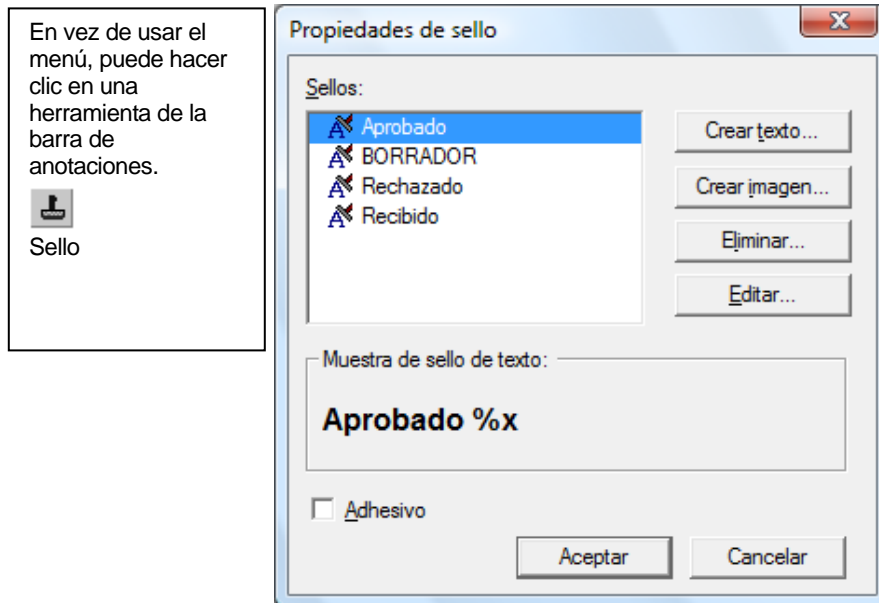 En vez de usar el
menú, puede hacer
clic en una
herramienta de la
barra de
anotaciones.
Sello
Propiedades de sello
Sellos:
Aprobado
BORRADOR
Rechazado
Recibido
Crear texto...
Crear imagen...
Eliminar...
Editar...
Muestra de sello de texto:
Aprobado %x
Adhesivo
Aceptar
Cancelar